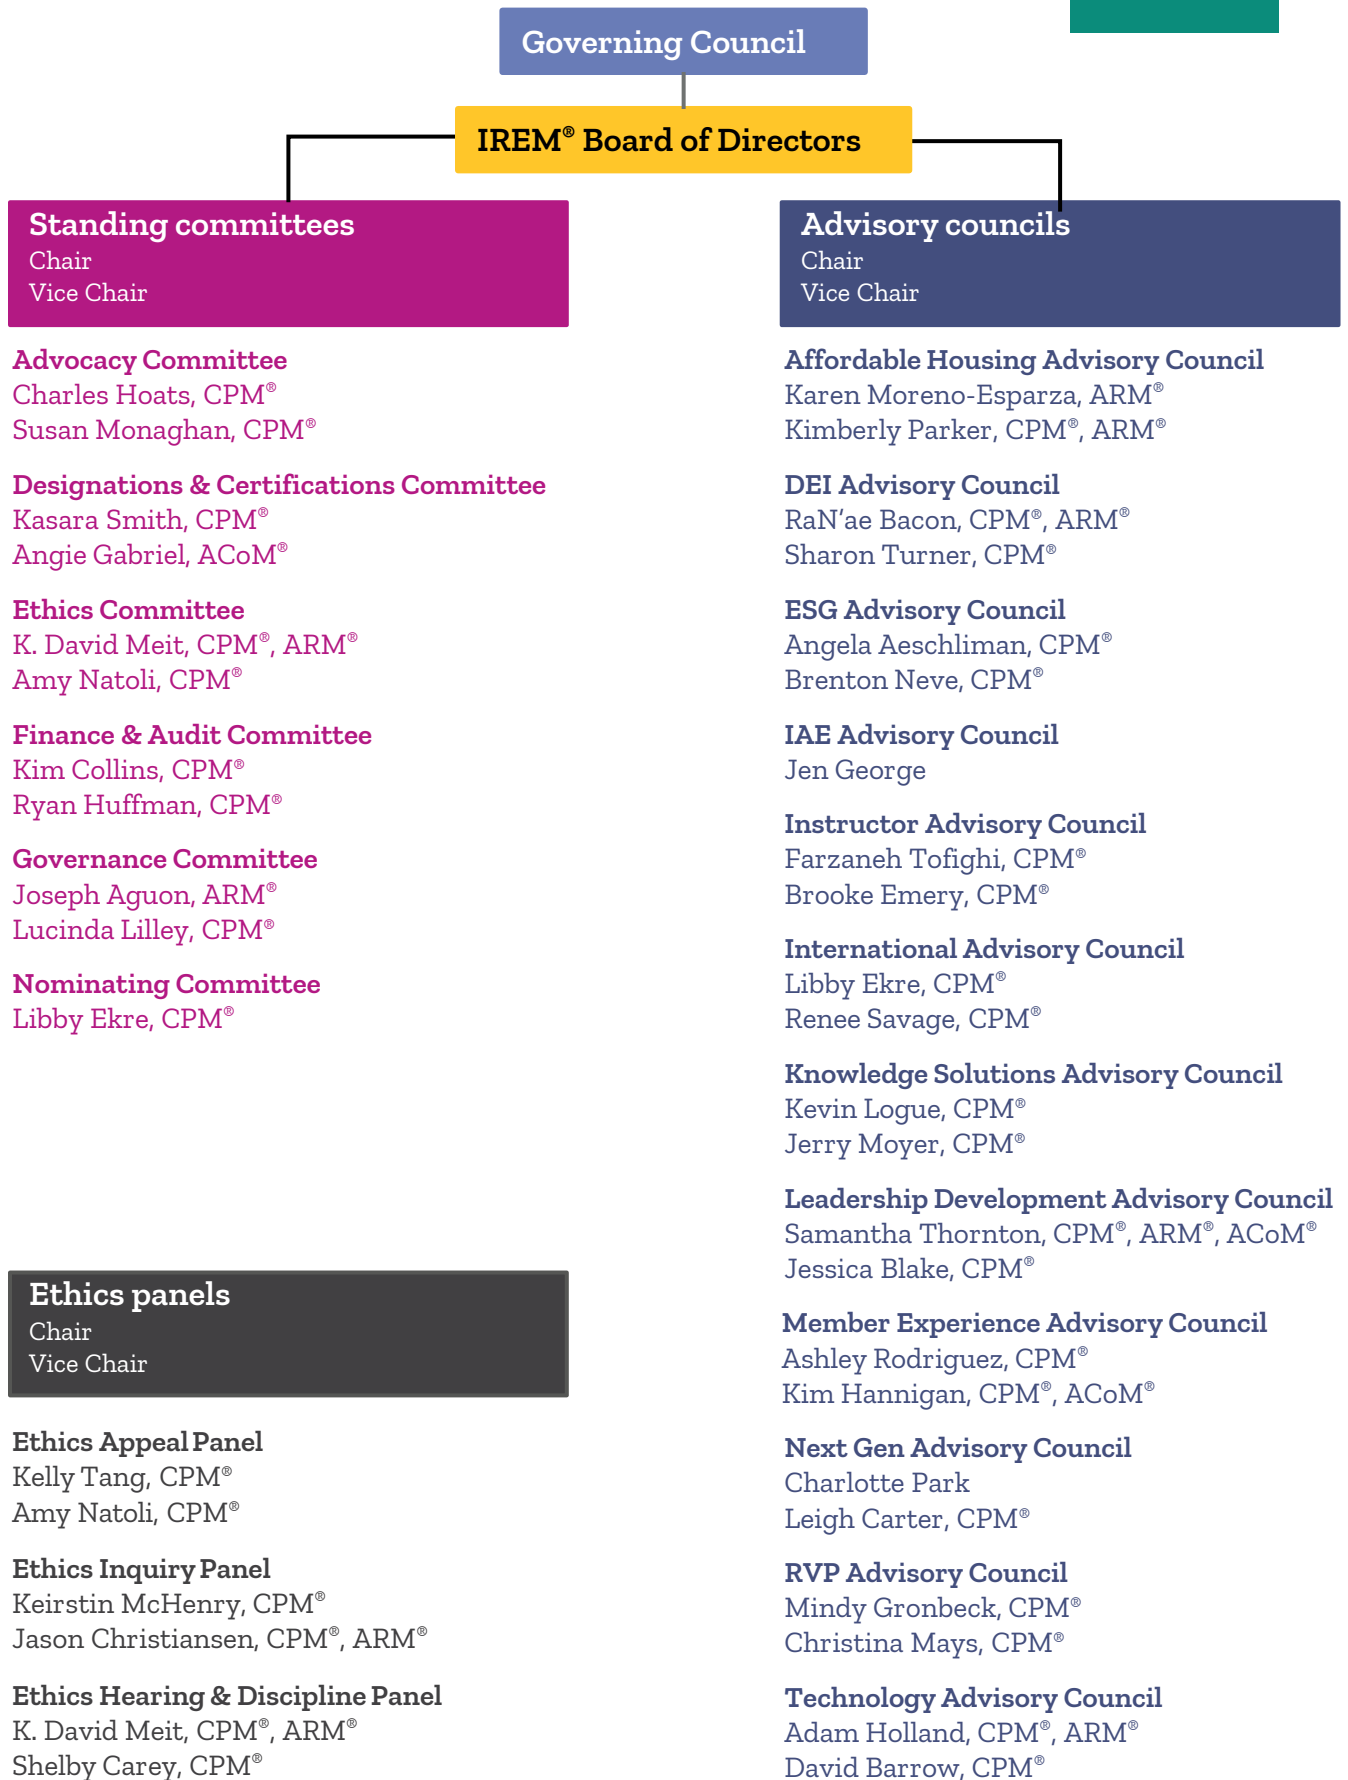 Governing Council
IREM® Board of Directors
Standing committees
Chair
Vice Chair
Advocacy Committee
Charles Hoats, CPM®
Susan Monaghan, CPM®
Designations & Certifications Committee
Kasara Smith, CPM®
Angie Gabriel, ACoM®
Ethics Committee
K. David Meit, CPM®, ARM®
Amy Natoli, CPM®
Finance & Audit Committee
Kim Collins, CPM®
Ryan Huffman, CPM®
Governance Committee
Joseph Aguon, ARM®
Lucinda Lilley, CPM®
Nominating Committee
Libby Ekre, CPM®
Ethics panels
Chair
Vice Chair
Ethics Appeal Panel
Kelly Tang, CPM®
Amy Natoli, CPM®
Ethics Inquiry Panel
Keirstin McHenry, CPM®
Jason Christiansen, CPM®, ARM®
Ethics Hearing & Discipline Panel
K. David Meit, CPM®, ARM®
Shelby Carey, CPM®
Advisory councils
Chair
Vice Chair
Affordable Housing Advisory Council
Karen Moreno-Esparza, ARM®
Kimberly Parker, CPM®, ARM®
DEI Advisory Council
RaN’ae Bacon, CPM®, ARM®
Sharon Turner, CPM®
ESG Advisory Council
Angela Aeschliman, CPM®
Brenton Neve, CPM®
IAE Advisory Council
Jen George
Instructor Advisory Council
Farzaneh Tofighi, CPM®
Brooke Emery, CPM®
International Advisory Council
Libby Ekre, CPM®
Renee Savage, CPM®
Knowledge Solutions Advisory Council
Kevin Logue, CPM®
Jerry Moyer, CPM®
Leadership Development Advisory Council
Samantha Thornton, CPM®, ARM®, ACoM®
Jessica Blake, CPM®
Member Experience Advisory Council
Ashley Rodriguez, CPM®
Kim Hannigan, CPM®, ACoM®
Next Gen Advisory Council
Charlotte Park
Leigh Carter, CPM®
RVP Advisory Council
Mindy Gronbeck, CPM®
Christina Mays, CPM®
Technology Advisory Council
Adam Holland, CPM®, ARM®
David Barrow, CPM®